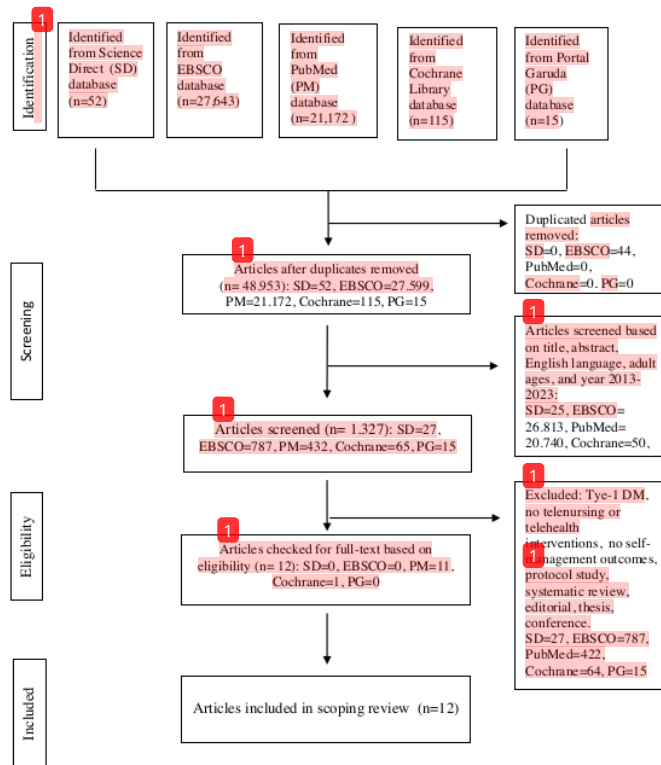 1
Identification
Identified
from Science
Direct (SD)
database
(n=52)
Identified
from
EBSCO
database
(n=27,643)
Identified
from
PubMed
(PM)
database
(n=21,172 )
Identified
from
Cochrane
Library
database
(n=115)
Identified
from Portal
Garuda
(PG)
database
(n=15)
Duplicated articles
removed:
SD=0, EBSCO=44,
PubMed=0,
Cochrane=0. PG=0
Screening
1
Articles after duplicates removed
(n= 48.953): SD=52, EBSCO=27.599,
PM=21.172, Cochrane=115, PG=15
1
Articles screened based
on title, abstract,
English language, adult
ages, and year 2013-
2023:
SD=25, EBSCO=
26.813, PubMed=
20.740, Cochrane=50,
1
Articles screened (n= 1.327): SD=27,
EBSCO=787, PM=432, Cochrane=65, PG=15
Eligibility
1
Excluded: Tye-1 DM,
no telenursing or
telehealth
interventions, no self-
management outcomes,
1
protocol study,
systematic review,
editorial, thesis,
conference.
SD=27, EBSCO=787,
PubMed=422,
Cochrane=64, PG=15
1
Articles checked for full-text based on
eligibility (n= 12): SD=0, EBSCO=0, PM=11,
Cochrane=1, PG=0
Included
Articles included in scoping review (n=12)